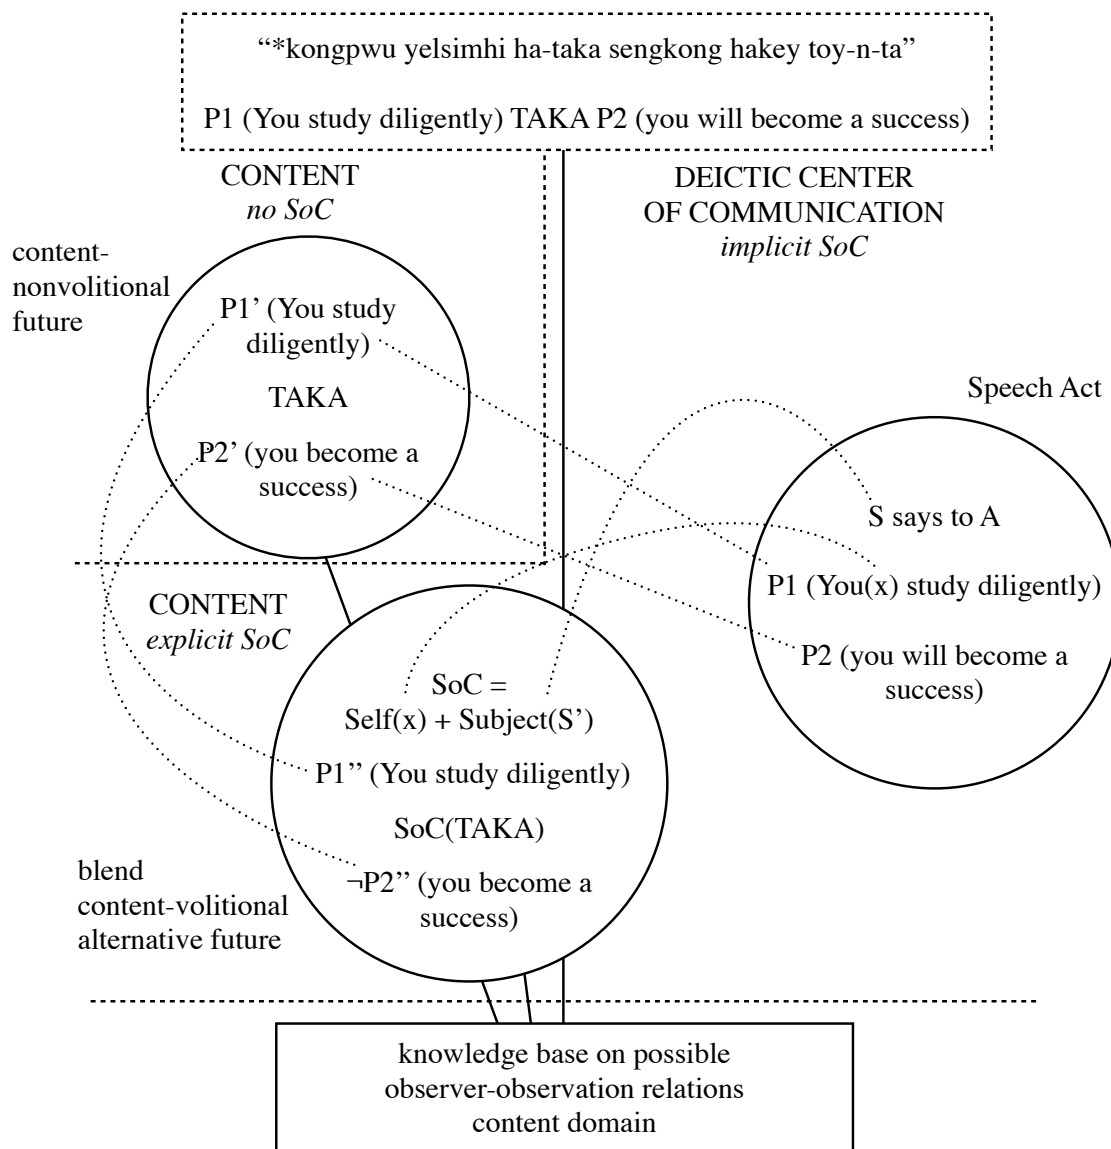 “*kongpwu yelsimhi ha-taka sengkong hakey toy-n-ta”
P1 (You study diligently) TAKA P2 (you will become a success)
CONTENT
no SoC
DEICTIC CENTER
OF COMMUNICATION
implicit SoC
content-
nonvolitional
future
P1’ (You study
diligently)
TAKA
P2’ (you become a
success)
Speech Act
S says to A
P1 (You(x) study diligently)
P2 (you will become a
success)
CONTENT
explicit SoC
SoC =
Self(x) + Subject(S’)
P1’’ (You study diligently)
SoC(TAKA)
¬P2’’ (you become a
success)
blend
content-volitional
alternative future
knowledge base on possible
observer-observation relations
content domain